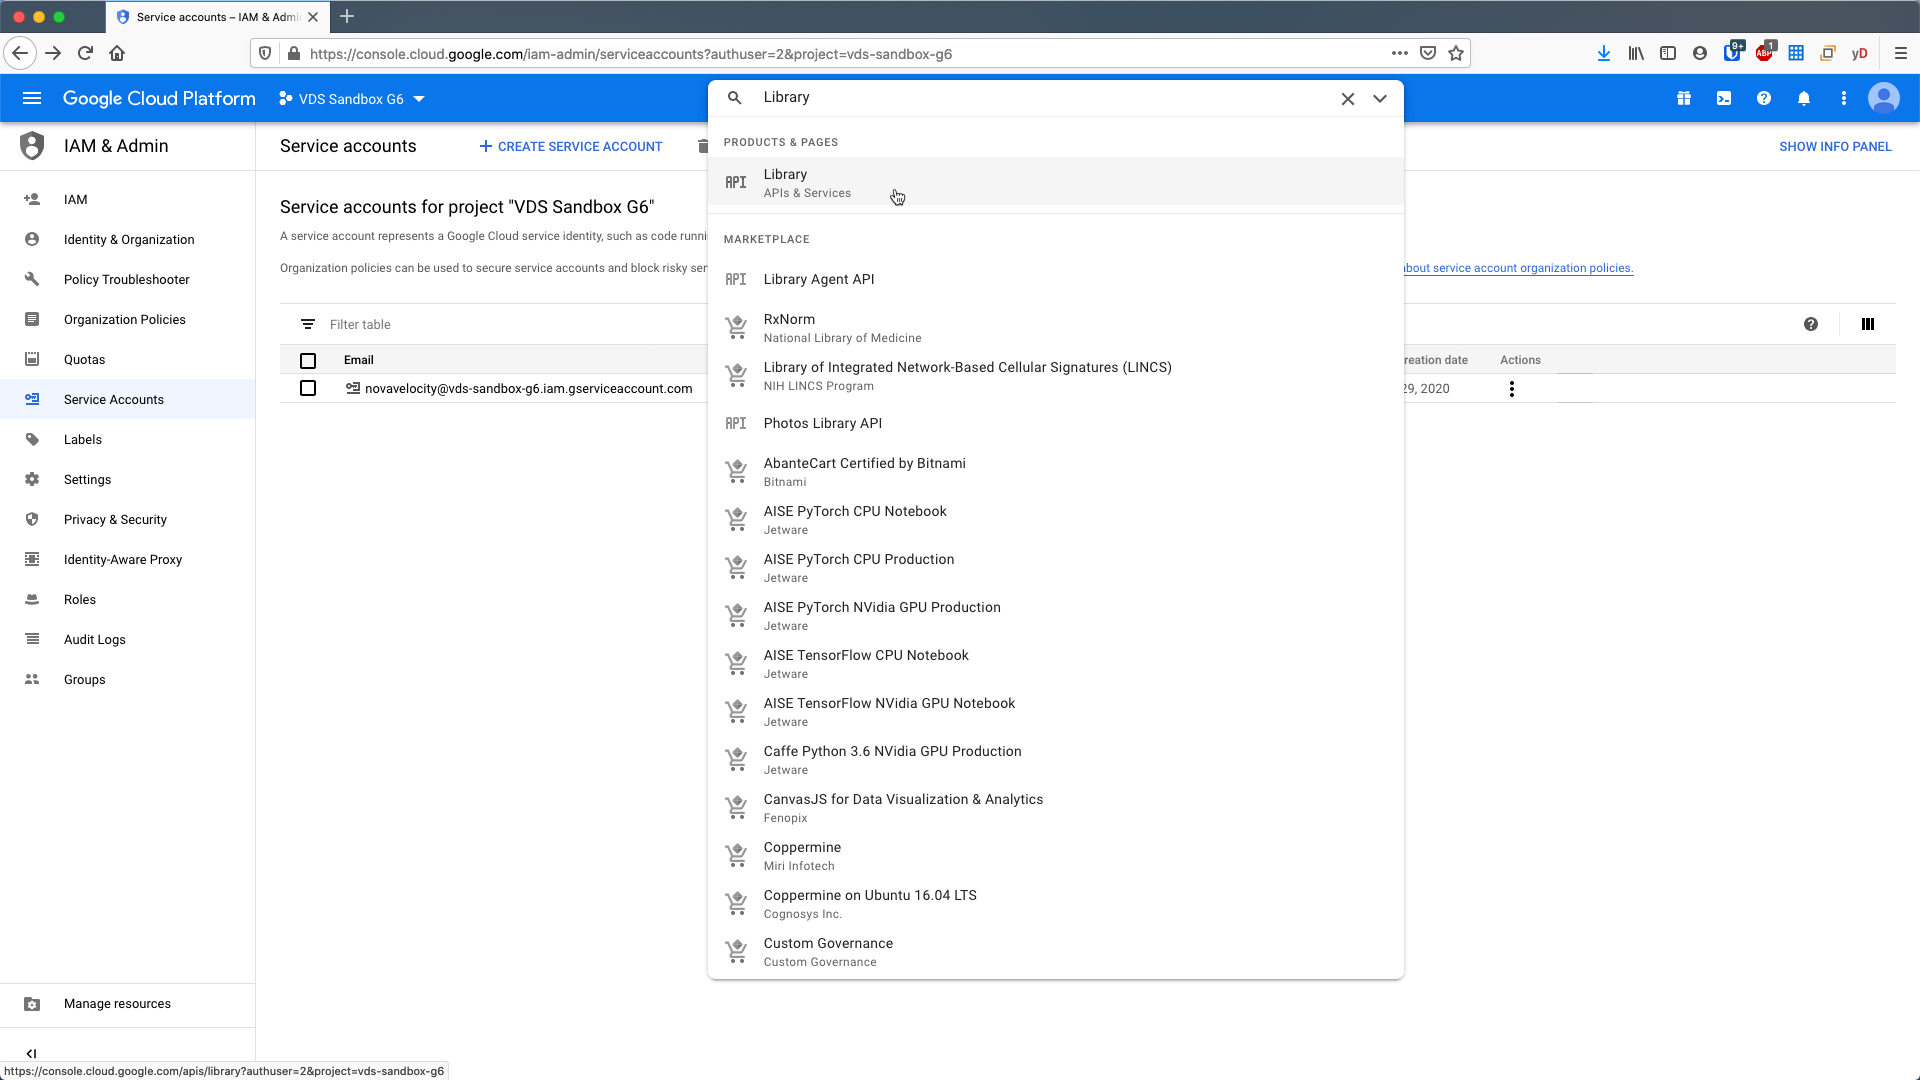 Service accounts – IAM & Admi
https://console.cloud.google.com/iam-admin/serviceaccounts?authuser=2&project=vds-sandbox-g6
9+
ABP
1
yD
Google Cloud Platform
VDS Sandbox G6
Library
IAM & Admin
Service accounts
CREATE SERVICE ACCOUNT
SHOW INFO PANEL
IAM
Identity & Organization
Policy Troubleshooter
Organization Policies
Quotas
Service Accounts
Labels
Settings
Privacy & Security
Identity-Aware Proxy
Roles
Audit Logs
Groups
Manage resources
Service accounts for project "VDS Sandbox G6"
A service account represents a Google Cloud service identity, such as code runni
Organization policies can be used to secure service accounts and block risky ser
about service account organization policies.
Filter table
Email
reation date
Actions
novavelocity@vds-sandbox-g6.iam.gserviceaccount.com
29, 2020
PRODUCTS & PAGES
API
Library
APIs & Services
MARKETPLACE
API
Library Agent API
RxNorm
National Library of Medicine
Library of Integrated Network-Based Cellular Signatures (LINCS)
NIH LINCS Program
API
Photos Library API
AbanteCart Certified by Bitnami
Bitnami
AISE PyTorch CPU Notebook
Jetware
AISE PyTorch CPU Production
Jetware
AISE PyTorch NVidia GPU Production
Jetware
AISE TensorFlow CPU Notebook
Jetware
AISE TensorFlow NVidia GPU Notebook
Jetware
Caffe Python 3.6 NVidia GPU Production
Jetware
CanvasJS for Data Visualization & Analytics
Fenopix
Coppermine
Miri Infotech
Coppermine on Ubuntu 16.04 LTS
Cognosys Inc.
Custom Governance
Custom Governance
https://console.cloud.google.com/apis/library?authuser=2&project=vds-sandbox-g6